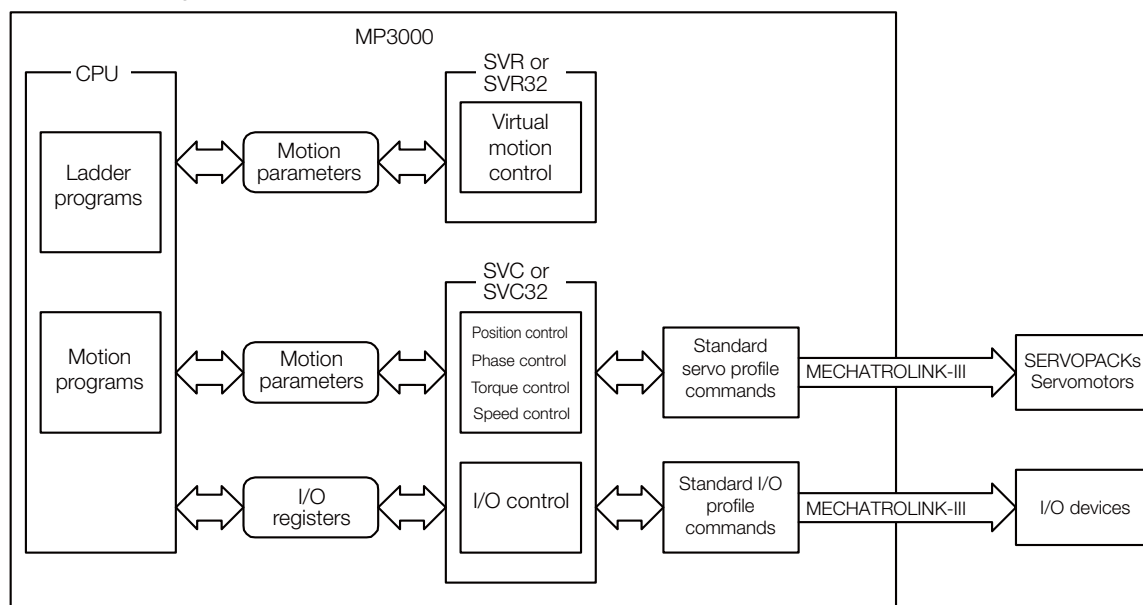 MP3000
CPU
Ladder
programs
Motion
programs
Motion
parameters
SVR or
SVR32
Virtual
motion
control
Motion
parameters
SVC or
SVC32
Position control
Phase control
Torque control
Speed control
Standard
servo profile
commands
MECHATROLINK-III
SERVOPACKs
Servomotors
I/O
registers
I/O control
Standard I/O
profile
commands
MECHATROLINK-III
I/O devices